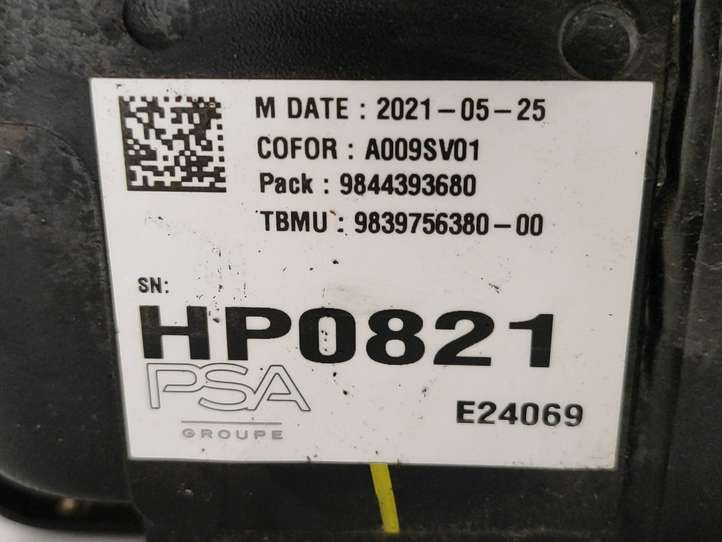 M DATE : 2021-05-25
COFOR : A009SV01
Pack : 9844393680
TBMU : 9839756380-00
SN:
HP0821
PSA
GROUPE
E24069